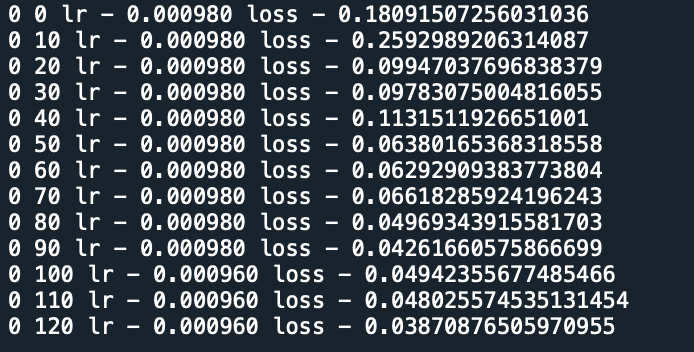 0 0 lr – 0.000980 loss – 0.18091507256031036
0 10 lr – 0.000980 loss – 0.2592989206314087
0 20 lr – 0.000980 loss – 0.09947037696838379
0 30 lr – 0.000980 loss – 0.09783075004816055
0 40 lr – 0.000980 loss – 0.1131511926651001
0 50 lr – 0.000980 loss – 0.06380165368318558
0 60 lr – 0.000980 loss – 0.06292909383773804
0 70 lr – 0.000980 loss – 0.06618285924196243
0 80 lr – 0.000980 loss – 0.04969343915581703
0 90 lr – 0.000980 loss – 0.04261660575866699
0 100 lr – 0.000960 loss – 0.04942355677485466
0 110 lr – 0.000960 loss – 0.048025574535131454
0 120 lr – 0.000960 loss – 0.03870876505970955